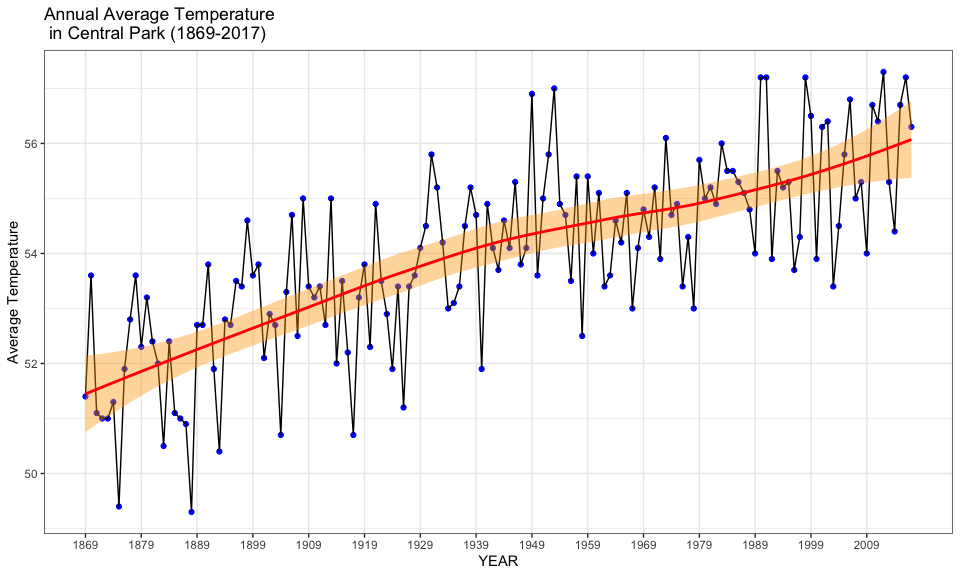 Annual Average Temperature
in Central Park (1869-2017)
Average Temperature
56
54
52
50
1869 1879 1889 1899 1909 1919 1929 1939 1949 1959 1969 1979 1989 1999 2009
YEAR